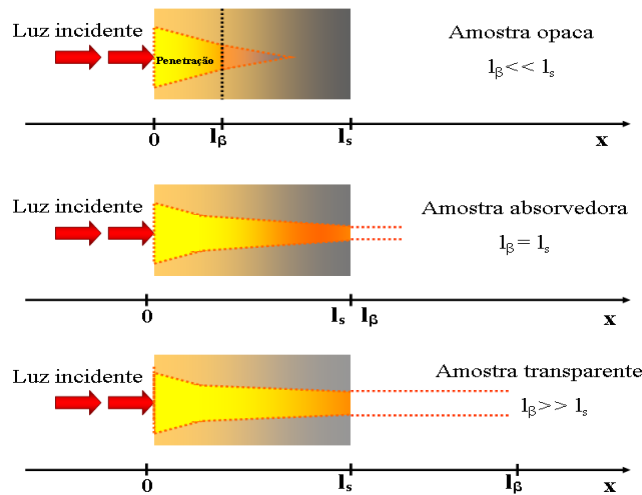 Luz incidente
Penetração
Amostra opaca
lᵦ<< lₛ
0 lᵦ lₛ x
Luz incidente
Amostra absorvedora
lᵦ= lₛ
0 lₛ lᵦ x
Luz incidente
Amostra transparente
lᵦ>> lₛ
0 lₛ lᵦ x